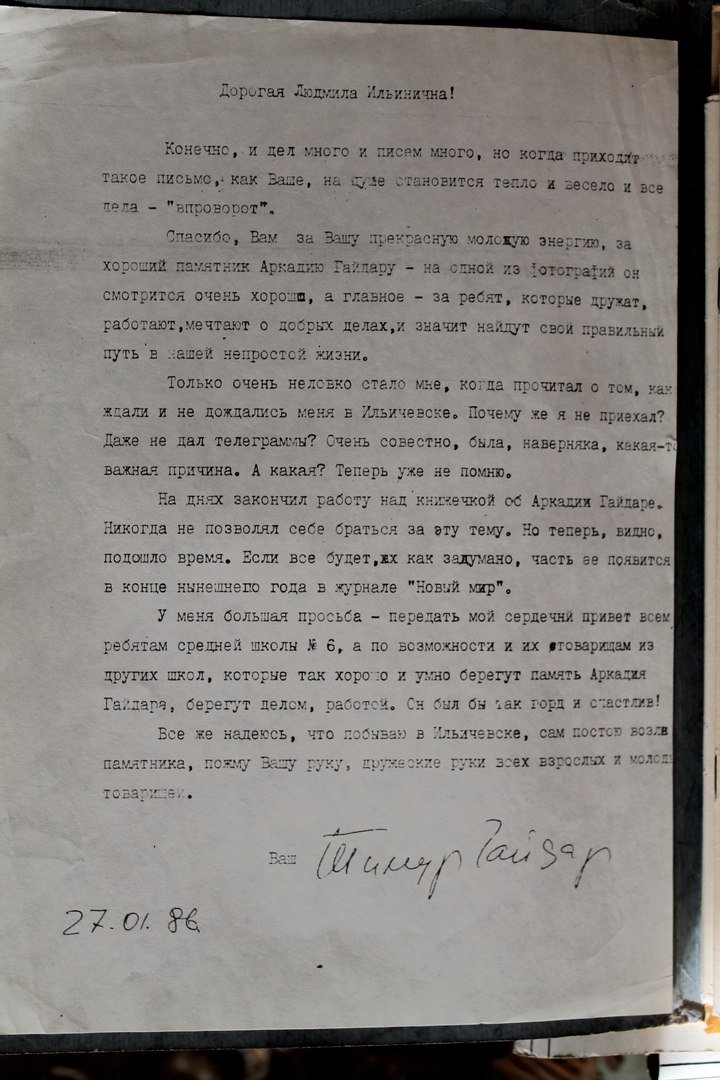 Дорогая Людмила Ильинична!
Конечно, и дел много и писем много, но когда приходят
такое письмо, как Ваше, на душе становится тепло и весело и все
дела - "впроворот".
Спасибо, Вам за Вашу прекрасную молодую энергию, за
хороший памятник Аркадию Гайдару - на одной из фотографий он
смотрится очень хорошо, а главное - за ребят, которые дружат,
работают,мечтают о добрых делах,и значит найдут свой правильный
путь в нашей непростой жизни.
Только очень неловко стало мне, когда прочитал о том, как
ждали и не дождались меня в Ильичевске. Почему же я не приехал?
Даже не дал телеграммы? Очень совестно, была, наверняка, какая-то
важная причина. А какая? Теперь уже не помню.
На днях закончил работу над книжечкой об Аркадии Гайдаре.
Никогда не позволял себе браться за эту тему. Но теперь, видно,
подошло время. Если все будет, как задумано, часть ее появится
в конце нынешнего года в журнале "Новый мир".
У меня большая просьба - передать мой сердечнй привет всем
ребятам средней школы № 6, а по возможности и их товарищам из
других школ, которые так хорошо и умно берегут память Аркадия
Гайдара, берегут делом, работой. Он был бы так горд и счастлив!
Все же надеюсь, что побываю в Ильичевске, сам постою возле
памятника, пожму Вашу руку, дружеские руки всех взрослых и молоды
товарищей.
Ваш Тимур Гайдар
27.01.86